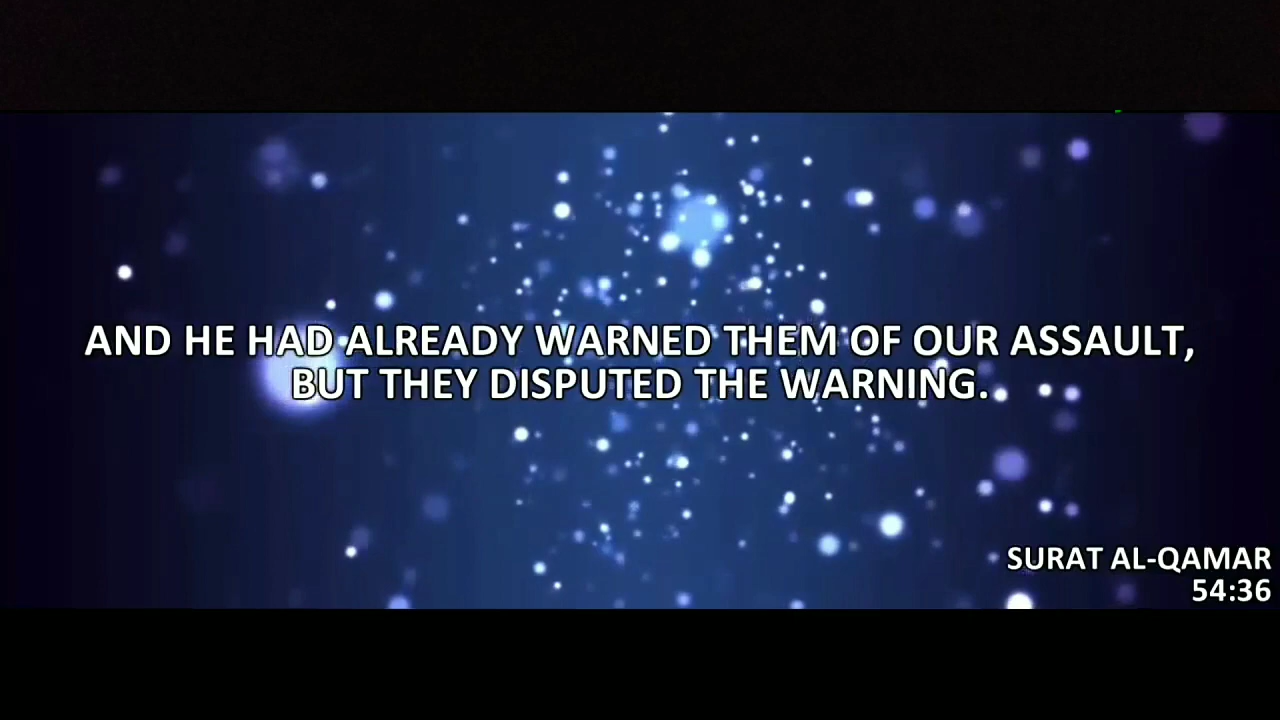 AND HE HAD ALREADY WARNED THEM OF OUR ASSAULT,
BUT THEY DISPUTED THE WARNING.
SURAT AL-QAMAR
54:36